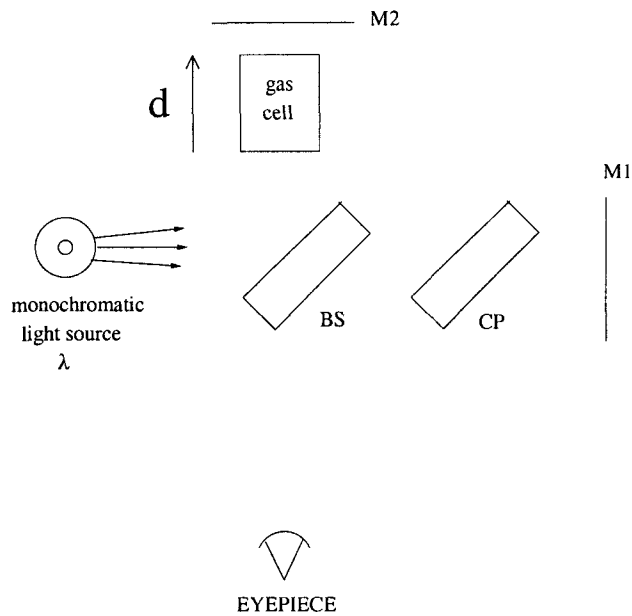 M2
gas
cell
d
M1
monochromatic
light source
λ
BS
CP
EYEPIECE